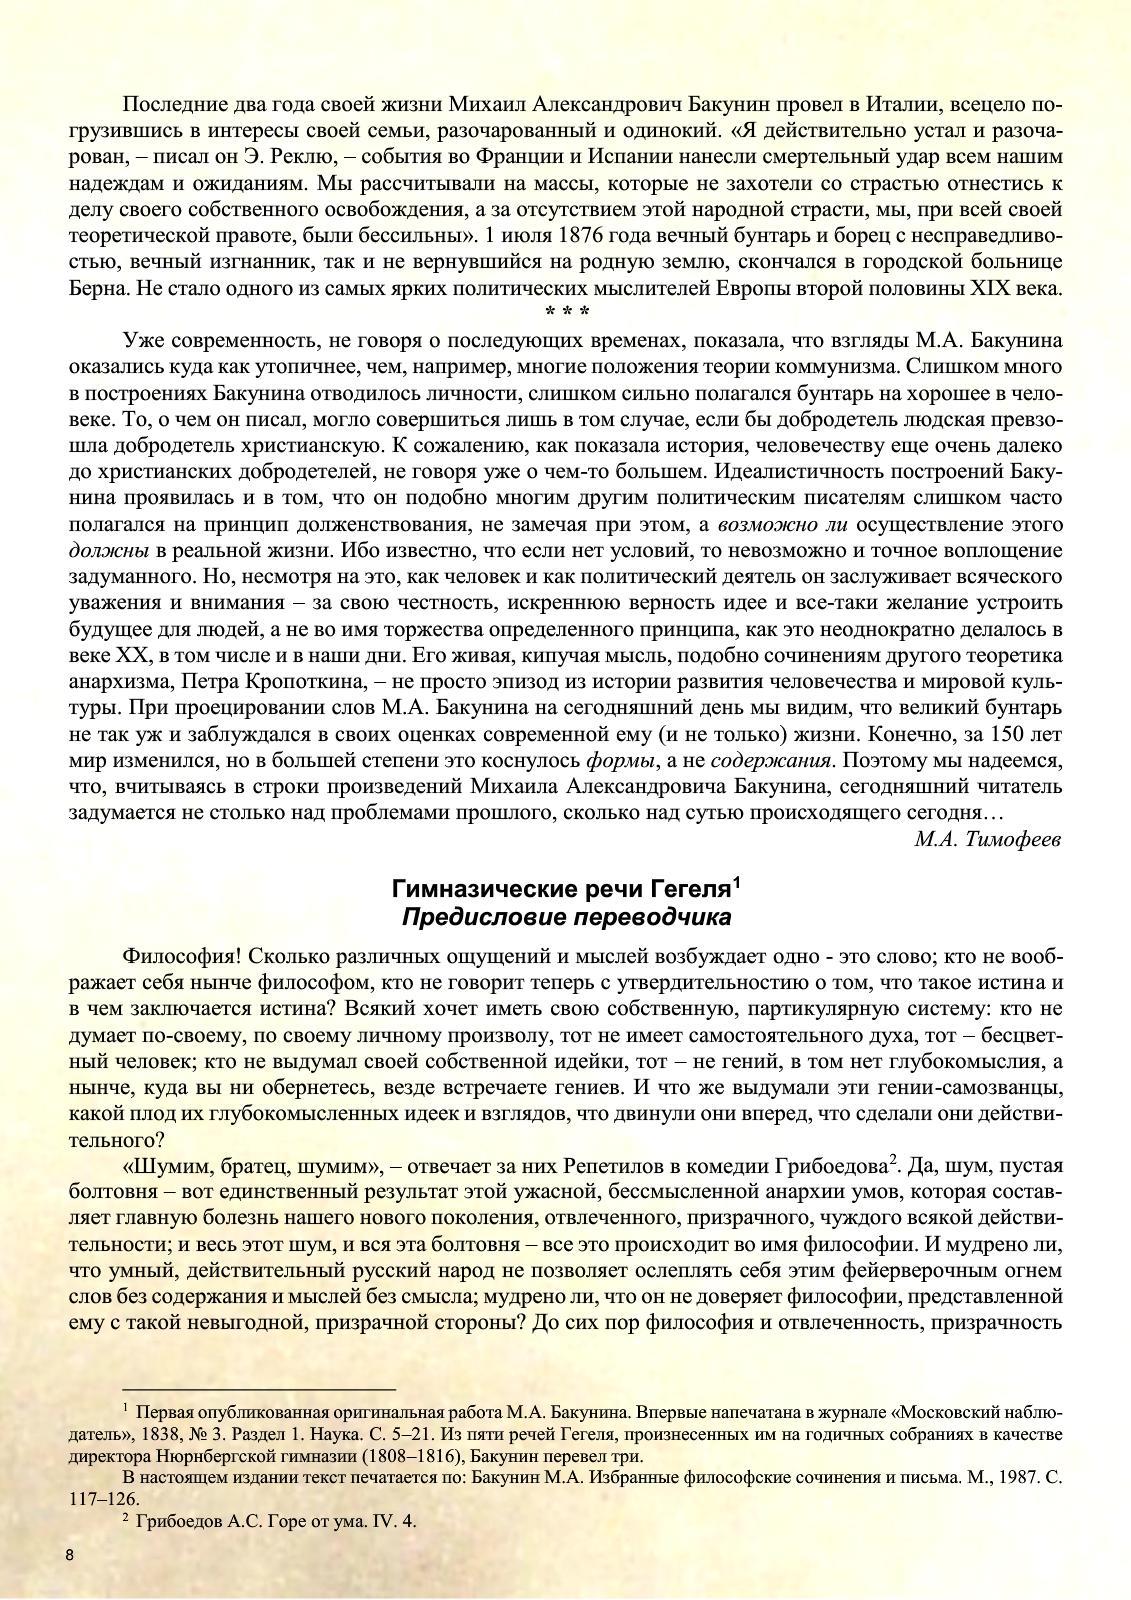 Последние два года своей жизни Михаил Александрович Бакунин провел в Италии, всецело по-
грузившись в интересы своей семьи, разочарованный и одинокий. «Я действительно устал и разоча-
рован, – писал он Э. Реклю, – события во Франции и Испании нанесли смертельный удар всем нашим
надеждам и ожиданиям. Мы рассчитывали на массы, которые не захотели со страстью отнестись к
делу своего собственного освобождения, а за отсутствием этой народной страсти, мы, при всей своей
теоретической правоте, были бессильны». 1 июля 1876 года вечный бунтарь и борец с несправедливо-
стью, вечный изгнанник, так и не вернувшийся на родную землю, скончался в городской больнице
Берна. Не стало одного из самых ярких политических мыслителей Европы второй половины XIX века.
* * *
Уже современность, не говоря о последующих временах, показала, что взгляды М.А. Бакунина
оказались куда как утопичнее, чем, например, многие положения теории коммунизма. Слишком много
в построениях Бакунина отводилось личности, слишком сильно полагался бунтарь на хорошее в чело-
веке. То, о чем он писал, могло совершиться лишь в том случае, если бы добродетель людская превзо-
шла добродетель христианскую. К сожалению, как показала история, человечеству еще очень далеко
до христианских добродетелей, не говоря уже о чем-то большем. Идеалистичность построений Баку-
нина проявилась и в том, что он подобно многим другим политическим писателям слишком часто
полагался на принцип долженствования, не замечая при этом, а возможно ли осуществление этого
должны в реальной жизни. Ибо известно, что если нет условий, то невозможно и точное воплощение
задуманного. Но, несмотря на это, как человек и как политический деятель он заслуживает всяческого
уважения и внимания – за свою честность, искреннюю верность идее и все-таки желание устроить
будущее для людей, а не во имя торжества определенного принципа, как это неоднократно делалось в
веке XX, в том числе и в наши дни. Его живая, кипучая мысль, подобно сочинениям другого теоретика
анархизма, Петра Кропоткина, – не просто эпизод из истории развития человечества и мировой куль-
туры. При проецировании слов М.А. Бакунина на сегодняшний день мы видим, что великий бунтарь
не так уж и заблуждался в своих оценках современной ему (и не только) жизни. Конечно, за 150 лет
мир изменился, но в большей степени это коснулось формы, а не содержания. Поэтому мы надеемся,
что, вчитываясь в строки произведений Михаила Александровича Бакунина, сегодняшний читатель
задумается не столько над проблемами прошлого, сколько над сутью происходящего сегодня…
М.А. Тимофеев
Гимназические речи Гегеля¹
Предисловие переводчика
Философия! Сколько различных ощущений и мыслей возбуждает одно - это слово; кто не вооб-
ражает себя нынче философом, кто не говорит теперь с утвердительностию о том, что такое истина и
в чем заключается истина? Всякий хочет иметь свою собственную, партикулярную систему: кто не
думает по-своему, по своему личному произволу, тот не имеет самостоятельного духа, тот – бесцвет-
ный человек; кто не выдумал своей собственной идейки, тот – не гений, в том нет глубокомыслия, а
нынче, куда вы ни обернетесь, везде встречаете гениев. И что же выдумали эти гении-самозванцы,
какой плод их глубокомысленных идеек и взглядов, что двинули они вперед, что сделали они действи-
тельного?
«Шумим, братец, шумим», – отвечает за них Репетилов в комедии Грибоедова². Да, шум, пустая
болтовня – вот единственный результат этой ужасной, бессмысленной анархии умов, которая состав-
ляет главную болезнь нашего нового поколения, отвлеченного, призрачного, чуждого всякой действи-
тельности; и весь этот шум, и вся эта болтовня – все это происходит во имя философии. И мудрено ли,
что умный, действительный русский народ не позволяет ослеплять себя этим фейерверочным огнем
слов без содержания и мыслей без смысла; мудрено ли, что он не доверяет философии, представленной
ему с такой невыгодной, призрачной стороны? До сих пор философия и отвлеченность, призрачность
¹ Первая опубликованная оригинальная работа М.А. Бакунина. Впервые напечатана в журнале «Московский наблю-
датель», 1838, № 3. Раздел 1. Наука. С. 5–21. Из пяти речей Гегеля, произнесенных им на годичных собраниях в качестве
директора Нюрнбергской гимназии (1808–1816), Бакунин перевел три.
В настоящем издании текст печатается по: Бакунин М.А. Избранные философские сочинения и письма. М., 1987. С.
117–126.
² Грибоедов А.С. Горе от ума. IV. 4.
8